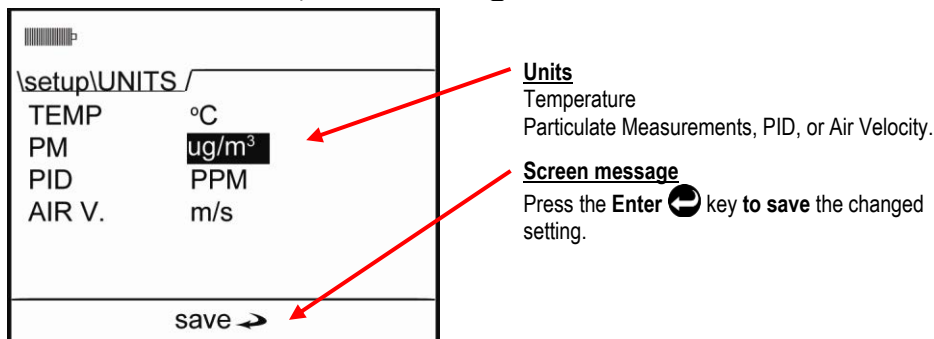 \setup\UNITS /
TEMP ºC
PM ug/m³
PID PPM
AIR V. m/s
save
Units
Temperature
Particulate Measurements, PID, or Air Velocity.
Screen message
Press the Enter key to save the changed
setting.